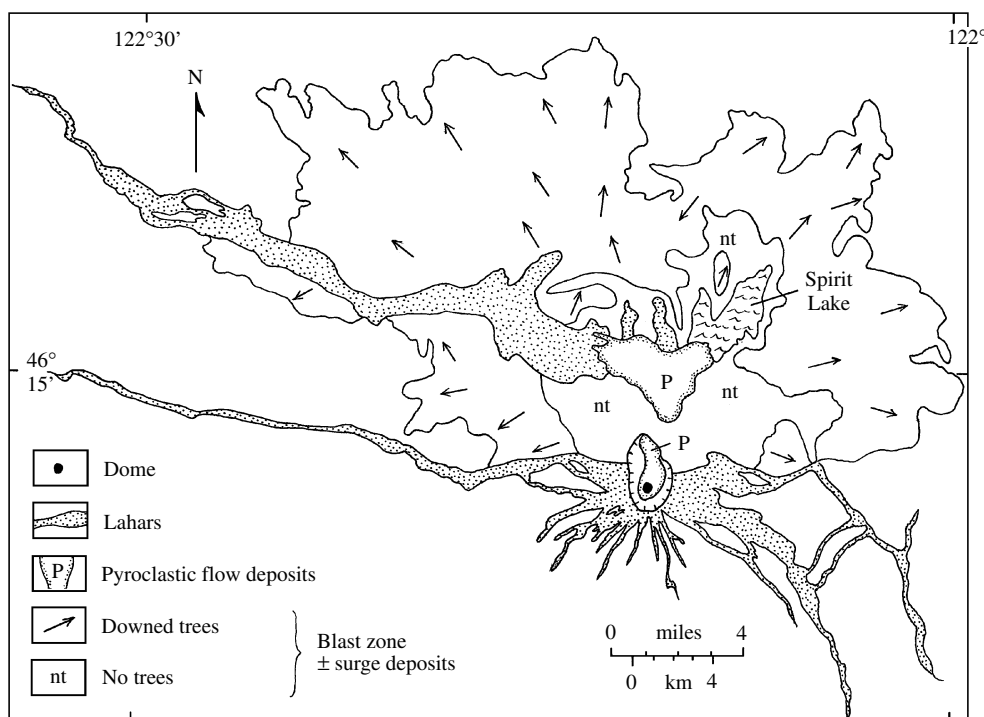 122°30'
122°
N
nt
Spirit
Lake
46°
15'
P
nt
nt
P
Dome
Lahars
P
Pyroclastic flow deposits
Downed trees
Blast zone
± surge deposits
nt
No trees
0 miles 4
0 km 4